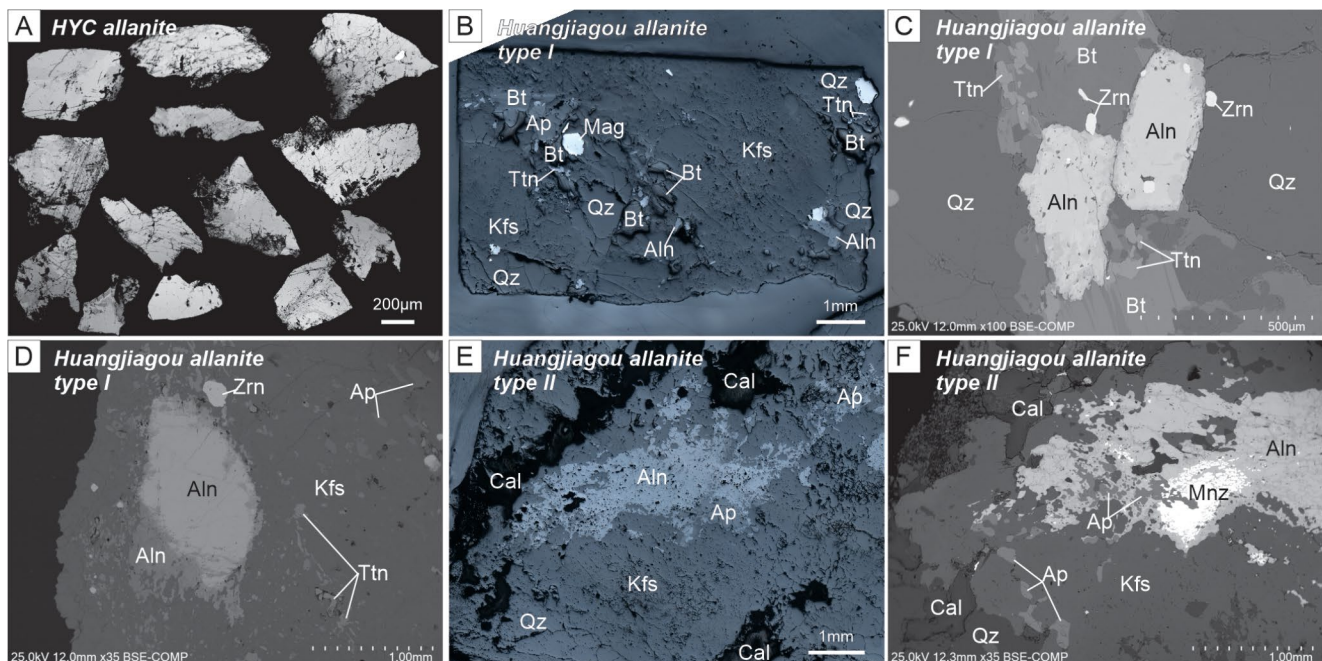 A HYC allanite
200µm
B Huangjiagou allanite
type I
Qz
Ttn
Bt
Bt
Ap
Mag
Bt
Kfs
Ttn
Bt
Qz
Bt
Qz
Kfs
Aln
Aln
Qz
1mm
C Huangjiagou allanite
type I
Bt
Ttn
Zrn
Zrn
Aln
Qz
Aln
Qz
Ttn
Bt
25.0kV 12.0mm x100 BSE-COMP
500µm
D Huangjiagou allanite
type I
Zrn
Ap
Aln
Kfs
Aln
Ttn
25.0kV 12.0mm x35 BSE-COMP
1.00mm
E Huangjiagou allanite
type II
Cal
Ap
Cal
Aln
Ap
Kfs
Qz
Cal
1mm
F Huangjiagou allanite
type II
Cal
Aln
Mnz
Ap
Ap
Kfs
Cal
Qz
25.0kV 12.3mm x35 BSE-COMP
1.00mm